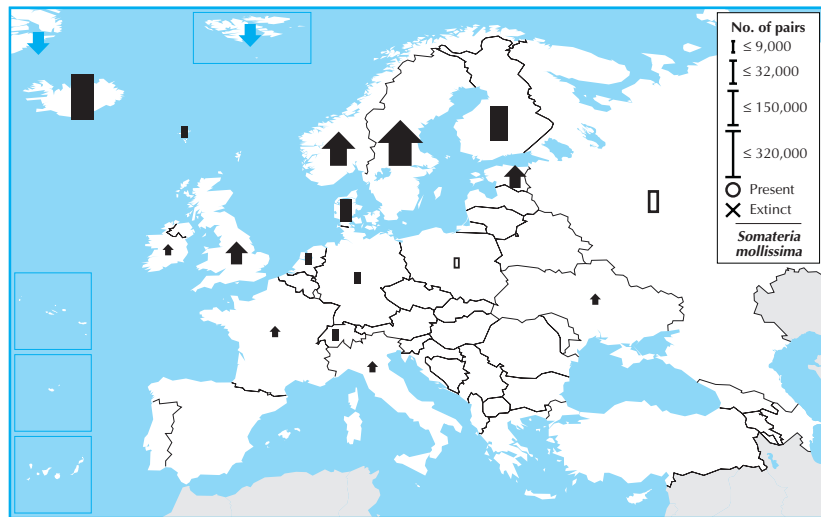 No. of pairs
≤ 9,000
≤ 32,000
≤ 150,000
≤ 320,000
Present
Extinct
Somateria
mollissima